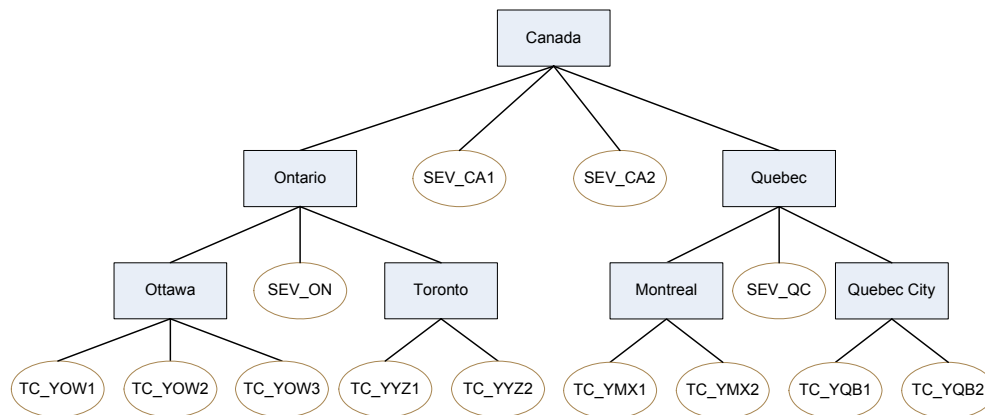 Canada
Ontario
SEV_CA1
SEV_CA2
Quebec
Ottawa
SEV_ON
Toronto
Montreal
SEV_QC
Quebec City
TC_YOW1
TC_YOW2
TC_YOW3
TC_YYZ1
TC_YYZ2
TC_YMX1
TC_YMX2
TC_YQB1
TC_YQB2